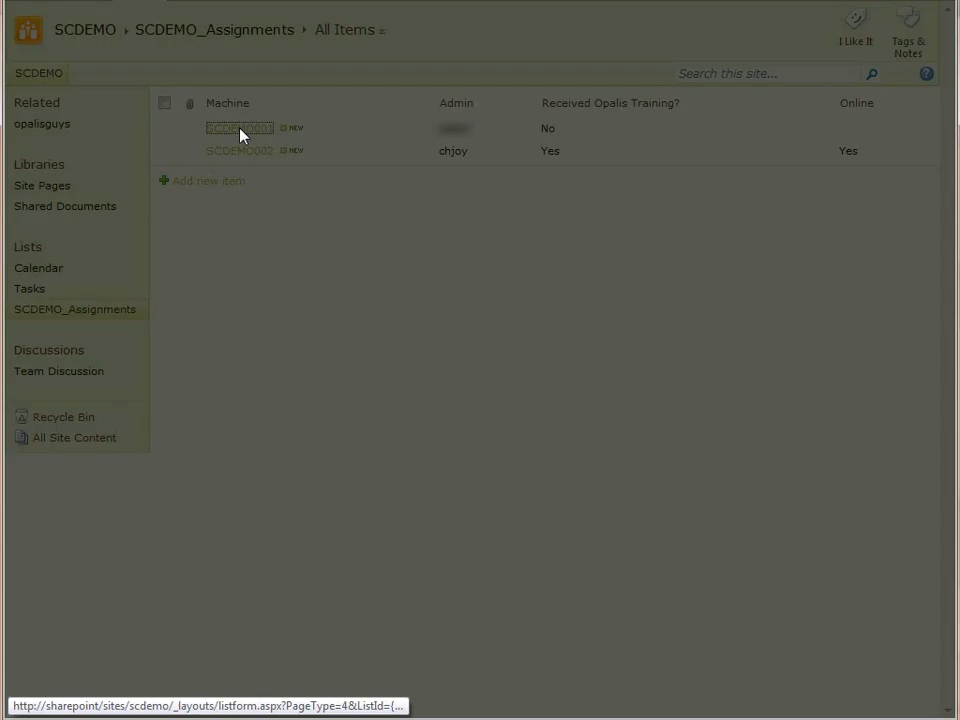 SCDEMO SCDEMO_Assignments All Items
I Like It
Tags & Notes
SCDEMO
Search this site...
Related
opalisguys
Libraries
Site Pages
Shared Documents
Lists
Calendar
Tasks
SCDEMO_Assignments
Discussions
Team Discussion
Recycle Bin
All Site Content
Machine Admin Received Opalis Training? Online
SCDEMO001 NEW No
SCDEMO002 NEW chjoy Yes Yes
Add new item
http://sharepoint/sites/scdemo/_layouts/listform.aspx?PageType=4&ListId={...